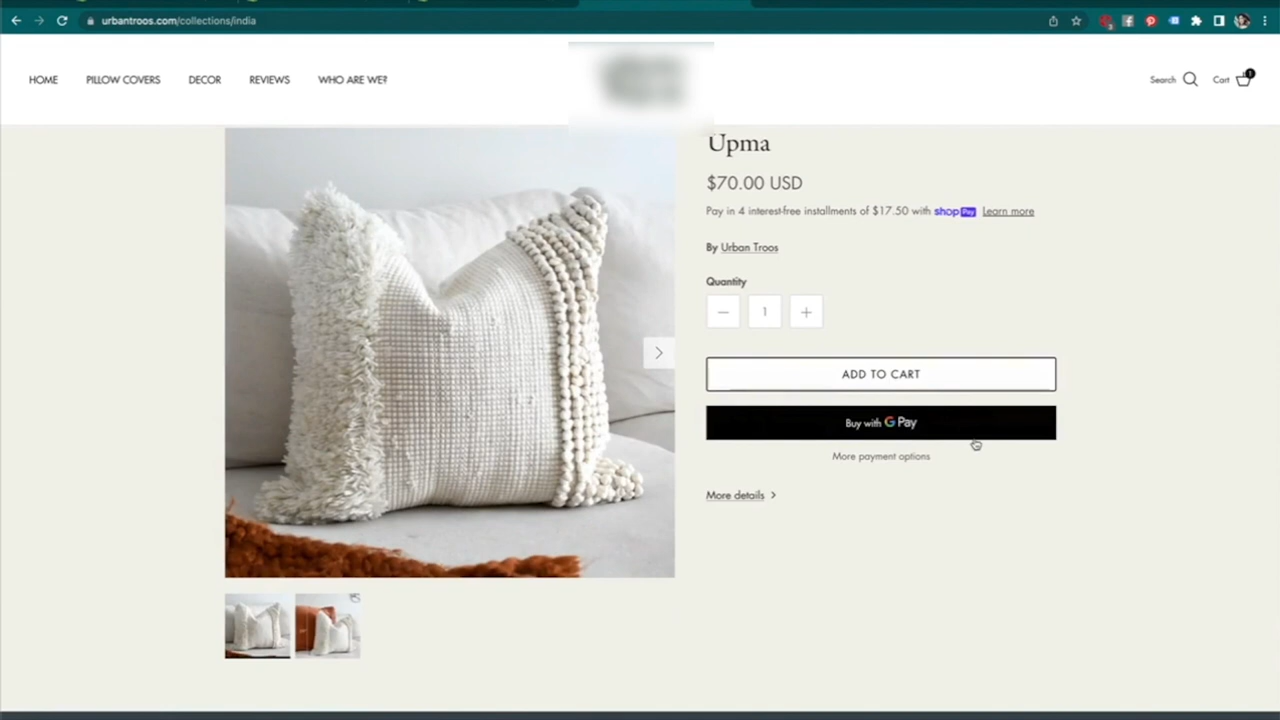 urbantroos.com/collections/india
HOME
PILLOW COVERS
DECOR
REVIEWS
WHO ARE WE?
Search
Cart
1
Upma
$70.00 USD
Pay in 4 interest-free installments of $17.50 with shop Pay Learn more
By Urban Troos
Quantity
1
ADD TO CART
Buy with G Pay
More payment options
More details